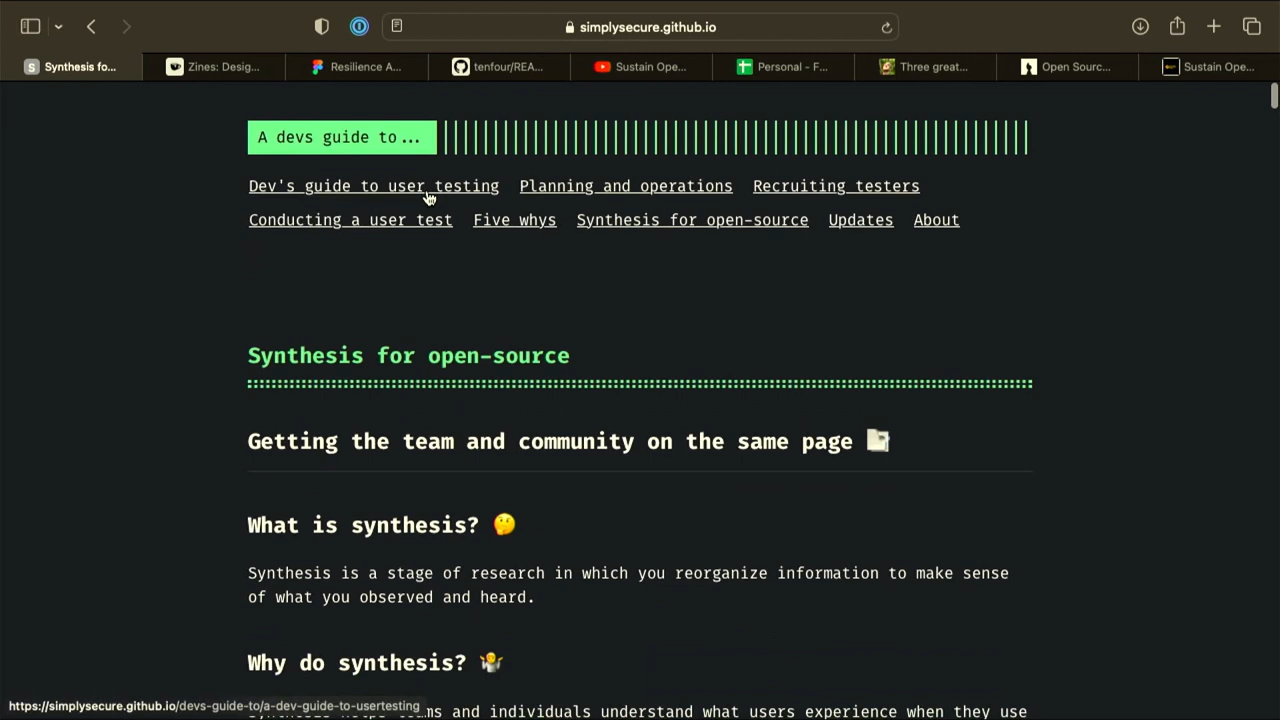 simplysecure.github.io
Synthesis fo...
Zines: Desig...
Resilience A...
tenfour/REA...
Sustain Ope...
Personal - F...
Three great...
Open Sourc...
Sustain Ope...
A devs guide to...
Dev's guide to user testing Planning and operations Recruiting testers
Conducting a user test Five whys Synthesis for open-source Updates About
Synthesis for open-source
Getting the team and community on the same page
What is synthesis?
Synthesis is a stage of research in which you reorganize information to make sense
of what you observed and heard.
Why do synthesis?
https://simplysecure.github.io/devs-guide-to/a-dev-guide-to-usertesting
Synthesis helps teams and individuals understand what users experience when they use